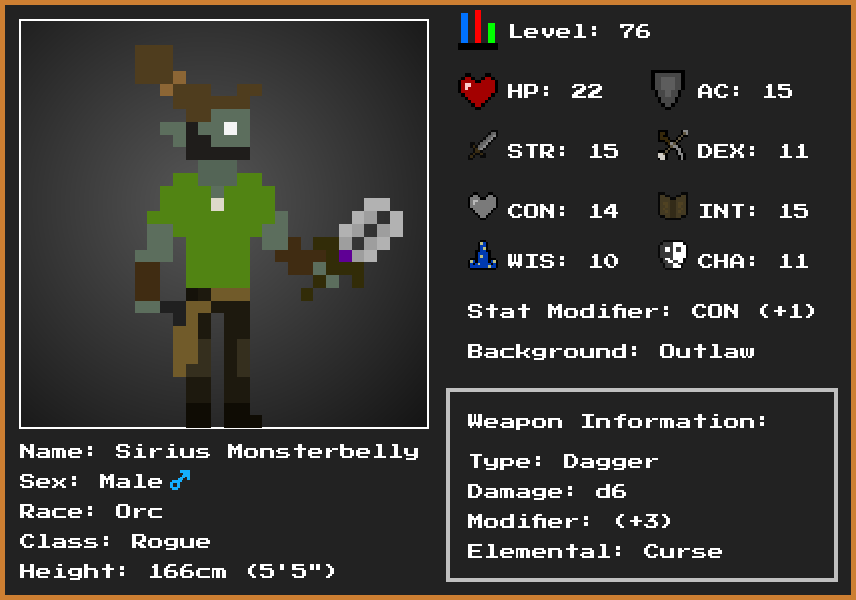 Level: 76
HP: 22
AC: 15
STR: 15
DEX: 11
CON: 14
INT: 15
WIS: 10
CHA: 11
Stat Modifier: CON (+1)
Background: Outlaw
Weapon Information:
Type: Dagger
Damage: d6
Modifier: (+3)
Elemental: Curse
Name: Sirius Monsterbelly
Sex: Male♂
Race: Orc
Class: Rogue
Height: 166cm (5'5")